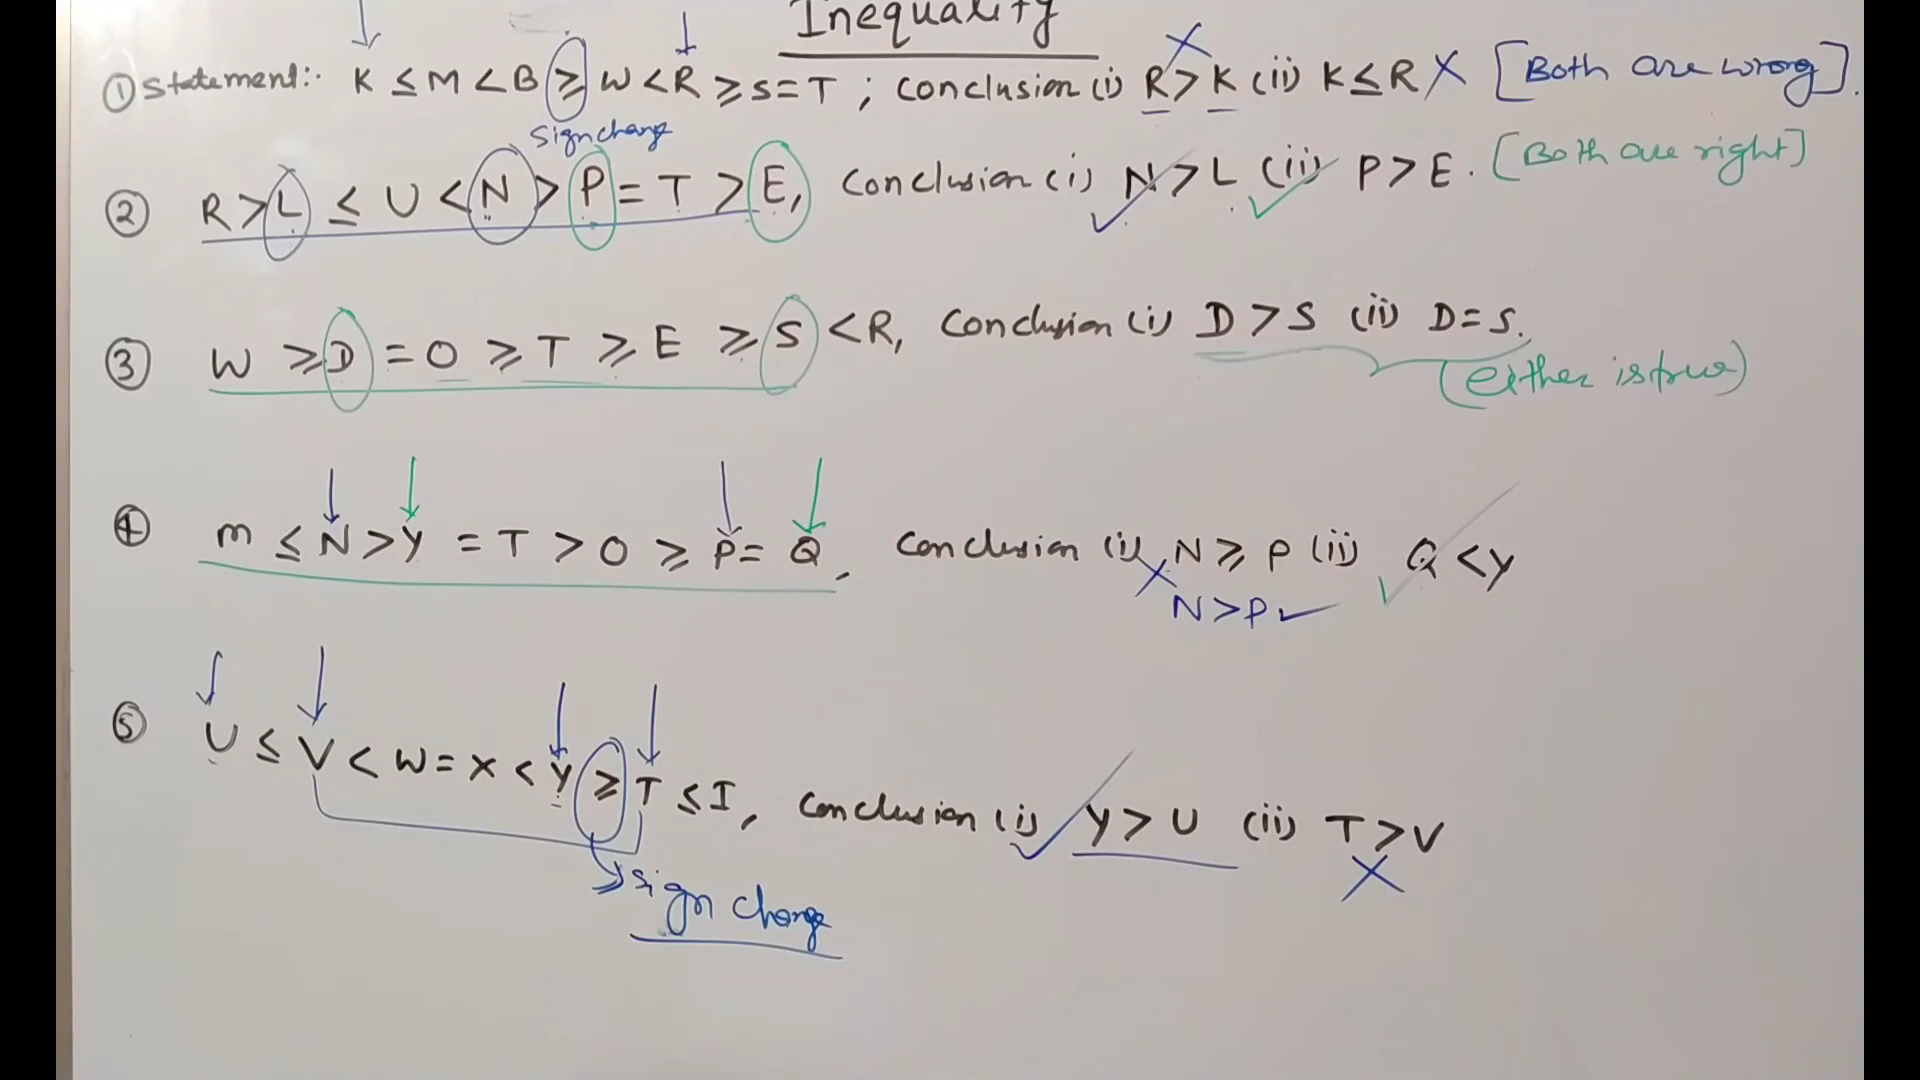 Inequality
① Statement:- K ≤ M < B ≥ W < R ≥ S = T ; Conclusion (i) R > K (ii) K ≤ R X [Both are wrong].
Sign change
② R > L ≤ U < N > P = T > E, Conclusion (i) N > L (ii) P > E. [Both are right]
③ W ≥ D = O ≥ T ≥ E ≥ S < R, Conclusion (i) D > S (ii) D = S.
(either is true)
④ M ≤ N > Y = T > O ≥ P = Q, Conclusion (i) N ≥ P (ii) Q < Y
X N > P ✓ ✓
⑤ U ≤ V < W = X < Y ≥ T ≤ I, Conclusion (i) ✓ Y > U (ii) T > V
X
sign change